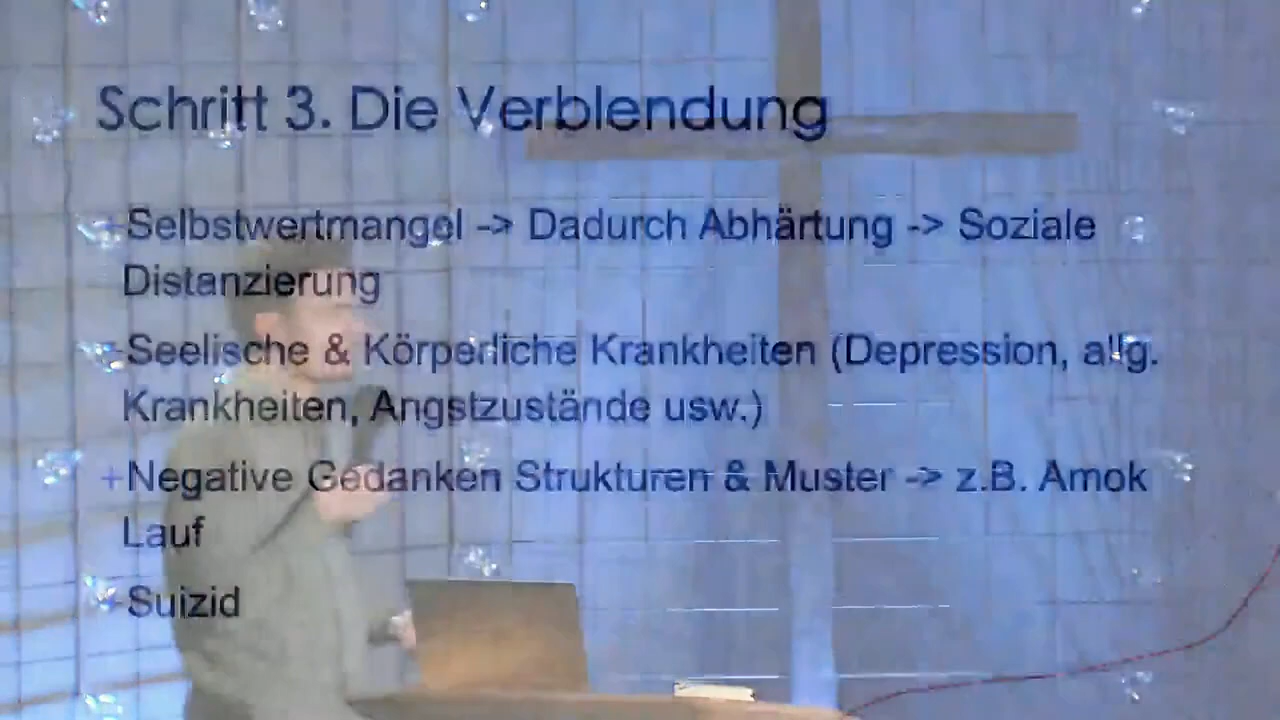 Schritt 3. Die Verblendung
+Selbstwertmangel -> Dadurch Abhärtung -> Soziale
Distanzierung
+Seelische & Körperliche Krankheiten (Depression, allg.
Krankheiten, Angstzustände usw.)
+Negative Gedanken Strukturen & Muster -> z.B. Amok
Lauf
+Suizid